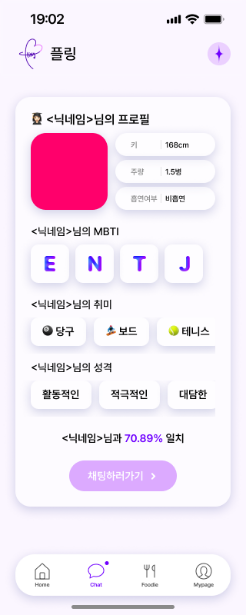 19:02
플링
<닉네임>님의 프로필
키 168cm
주량 1.5병
흡연여부 비흡연
<닉네임>님의 MBTI
E N T J
<닉네임>님의 취미
당구 보드 테니스
<닉네임>님의 성격
활동적인 적극적인 대담한
<닉네임>님과 70.89% 일치
채팅하러가기
Home Chat Foodie Mypage